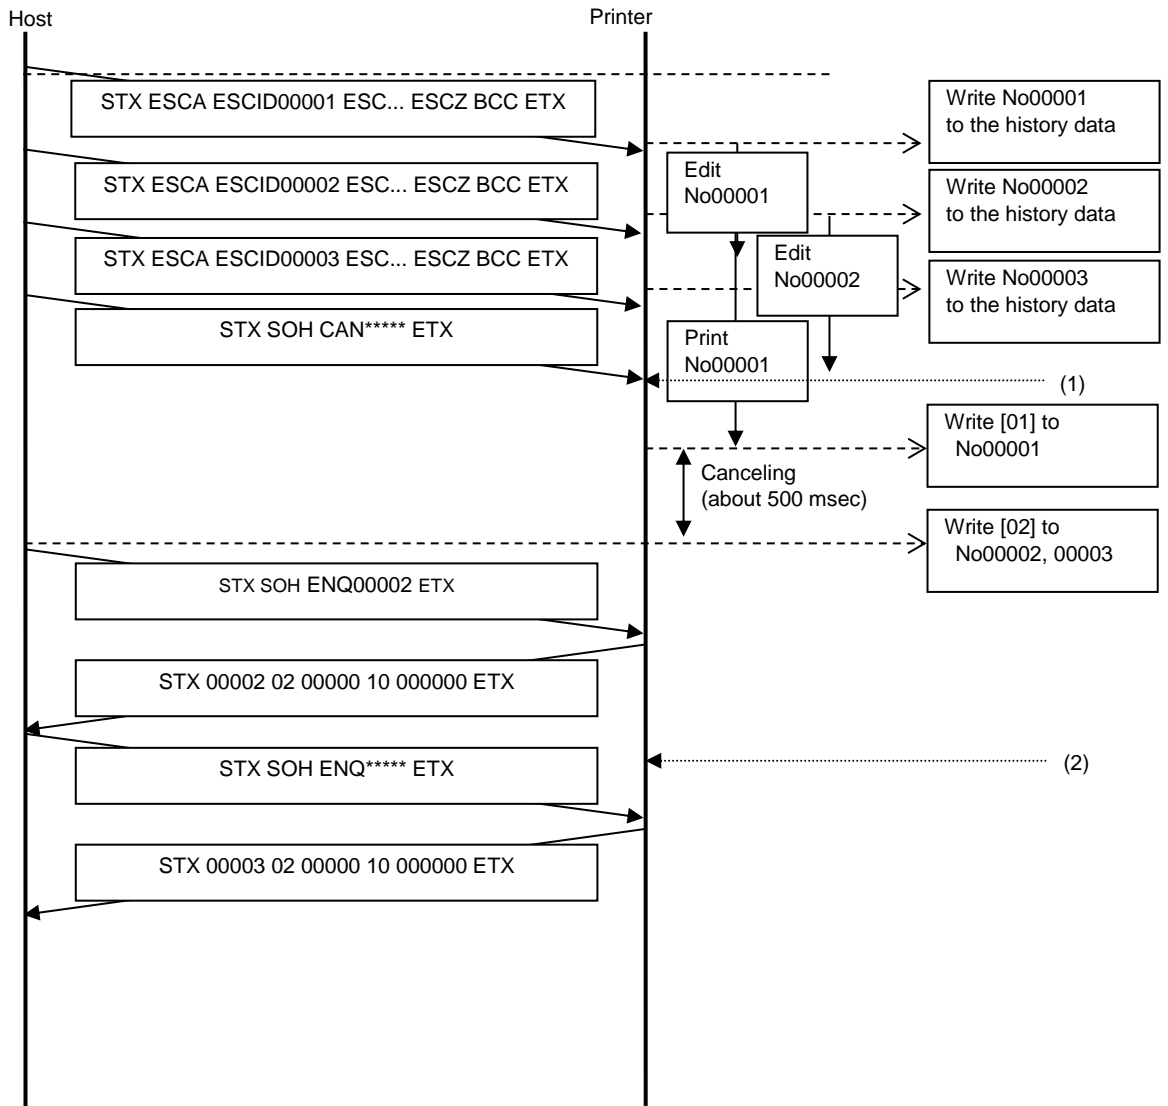 Host
Printer
STX ESCA ESCID00001 ESC... ESCZ BCC ETX
Write No00001
to the history data
Edit
No00001
STX ESCA ESCID00002 ESC... ESCZ BCC ETX
Write No00002
to the history data
STX ESCA ESCID00003 ESC... ESCZ BCC ETX
Edit
No00002
Write No00003
to the history data
STX SOH CAN***** ETX
Print
No00001
(1)
Write [01] to
No00001
Canceling
(about 500 msec)
Write [02] to
No00002, 00003
STX SOH ENQ00002 ETX
STX 00002 02 00000 10 000000 ETX
STX SOH ENQ***** ETX
(2)
STX 00003 02 00000 10 000000 ETX